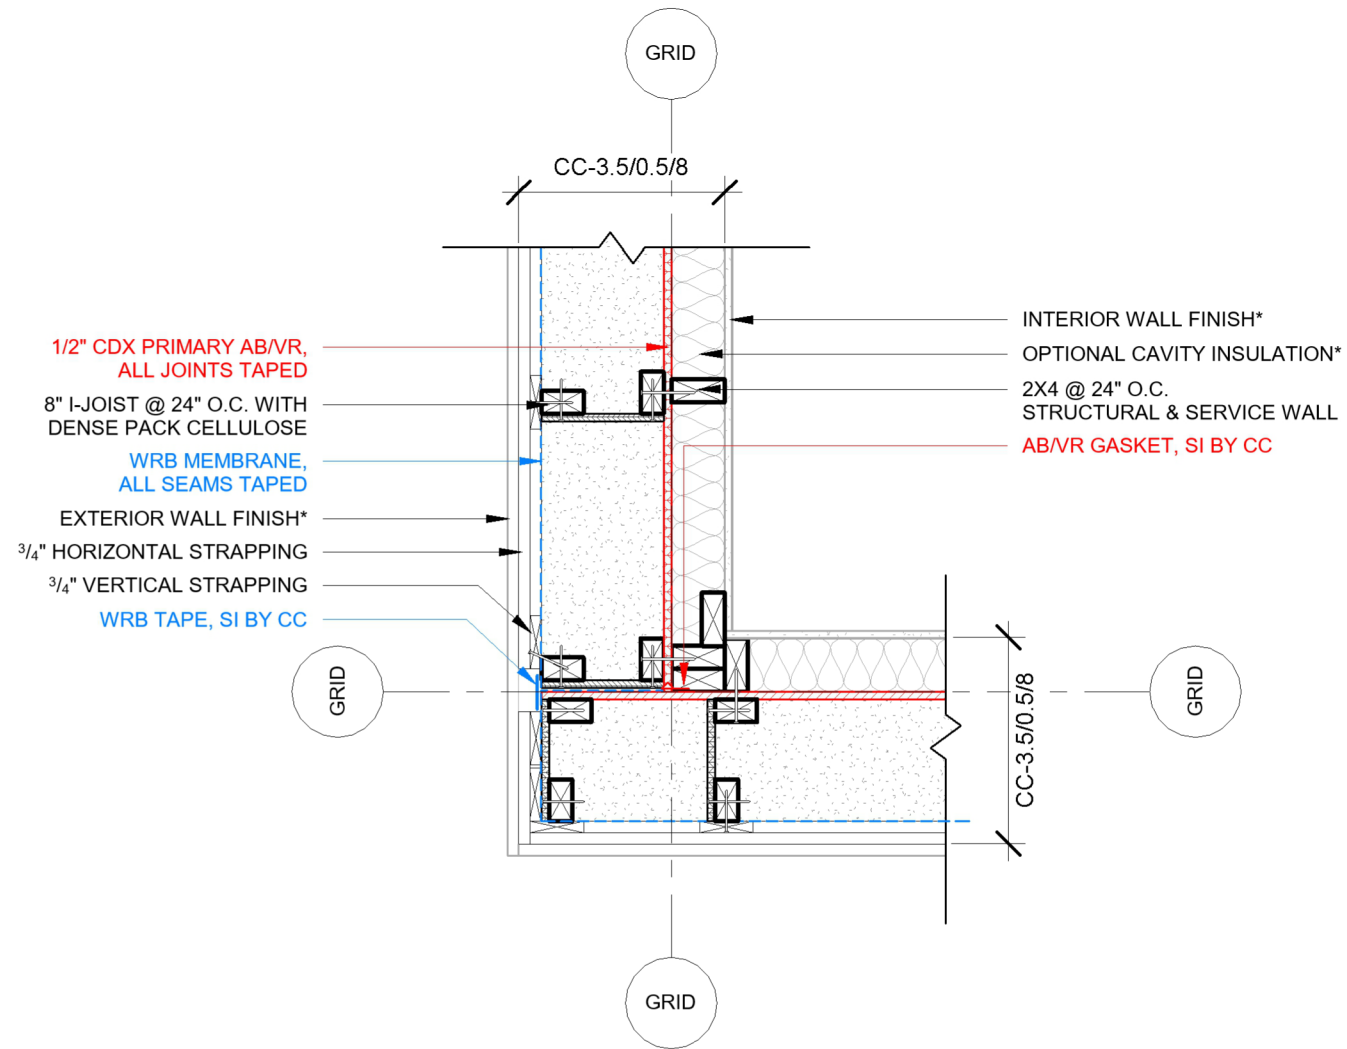 GRID
CC-3.5/0.5/8
1/2" CDX PRIMARY AB/VR,
ALL JOINTS TAPED
8" I-JOIST @ 24" O.C. WITH
DENSE PACK CELLULOSE
WRB MEMBRANE,
ALL SEAMS TAPED
EXTERIOR WALL FINISH*
3/4" HORIZONTAL STRAPPING
3/4" VERTICAL STRAPPING
WRB TAPE, SI BY CC
INTERIOR WALL FINISH*
OPTIONAL CAVITY INSULATION*
2X4 @ 24" O.C.
STRUCTURAL & SERVICE WALL
AB/VR GASKET, SI BY CC
GRID
GRID
CC-3.5/0.5/8
GRID